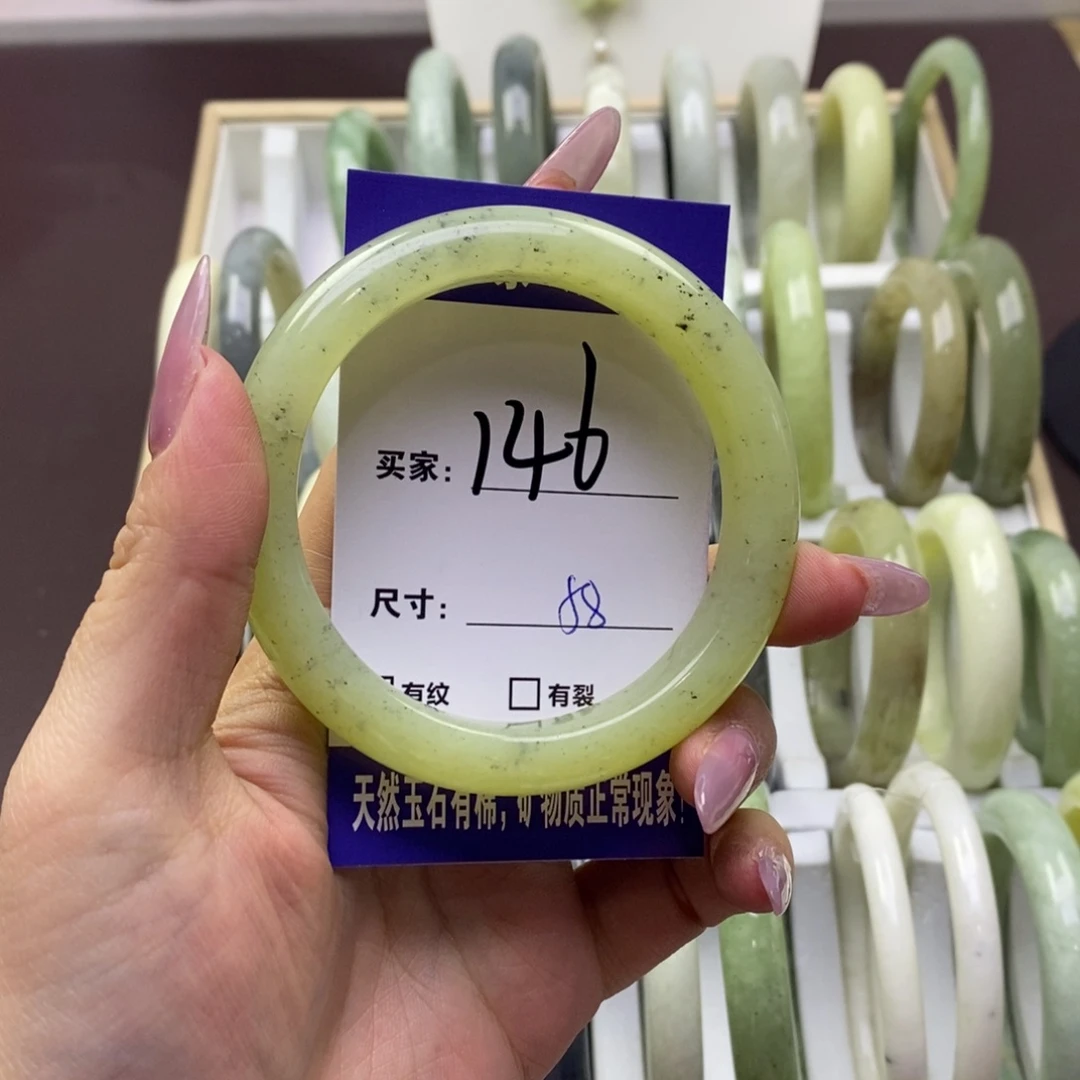 买家: 146
尺寸: 58
有纹 □有裂
天然玉石有棉, 矿物质正常现象!